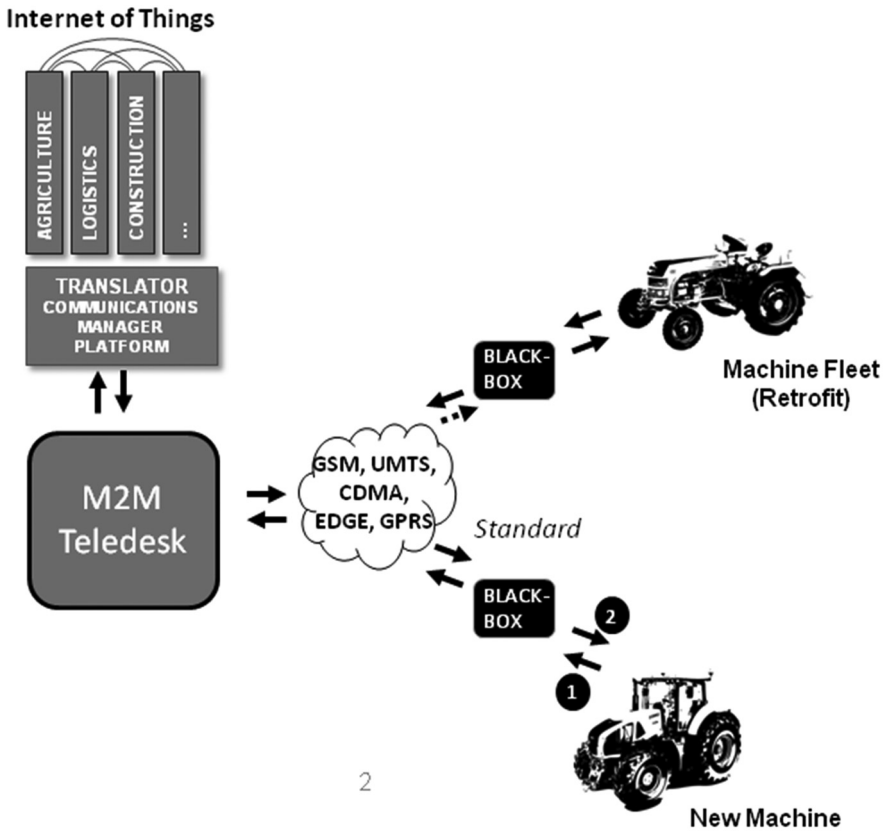 Internet of Things
AGRICULTURE
LOGISTICS
CONSTRUCTION
...
TRANSLATOR
COMMUNICATIONS
MANAGER
PLATFORM
M2M
Teledesk
GSM, UMTS,
CDMA,
EDGE, GPRS
BLACK-
BOX
Machine Fleet
(Retrofit)
Standard
BLACK-
BOX
2
1
2
New Machine